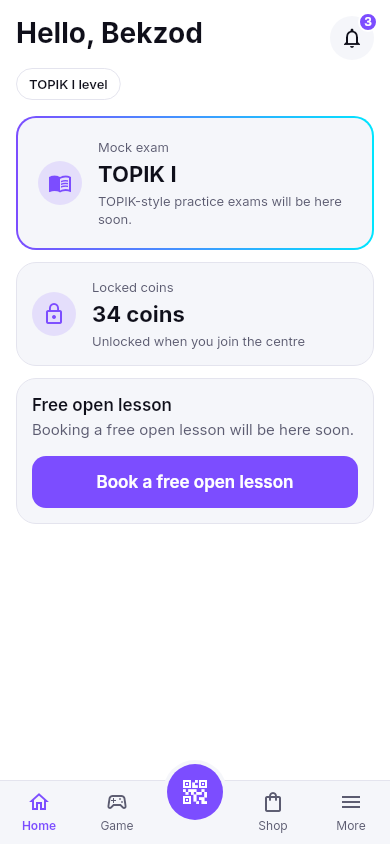 Hello, Bekzod
3
TOPIK I level
Mock exam
TOPIK I
TOPIK-style practice exams will be here
soon.
Locked coins
34 coins
Unlocked when you join the centre
Free open lesson
Booking a free open lesson will be here soon.
Book a free open lesson
Home
Game
Shop
More